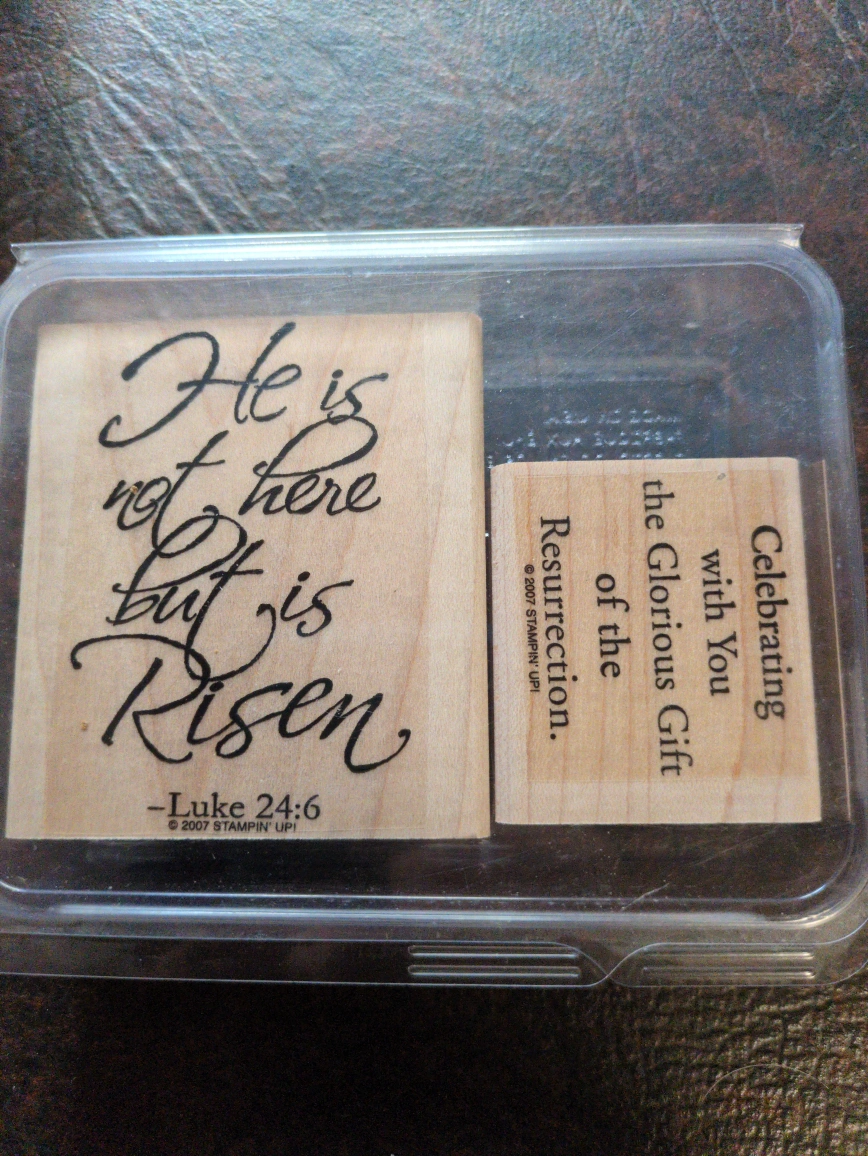 He is
not here
but is
Risen
–Luke 24:6
© 2007 STAMPIN' UP!
Celebrating
with You
the Glorious Gift
of the
Resurrection.
© 2007 STAMPIN' UP!